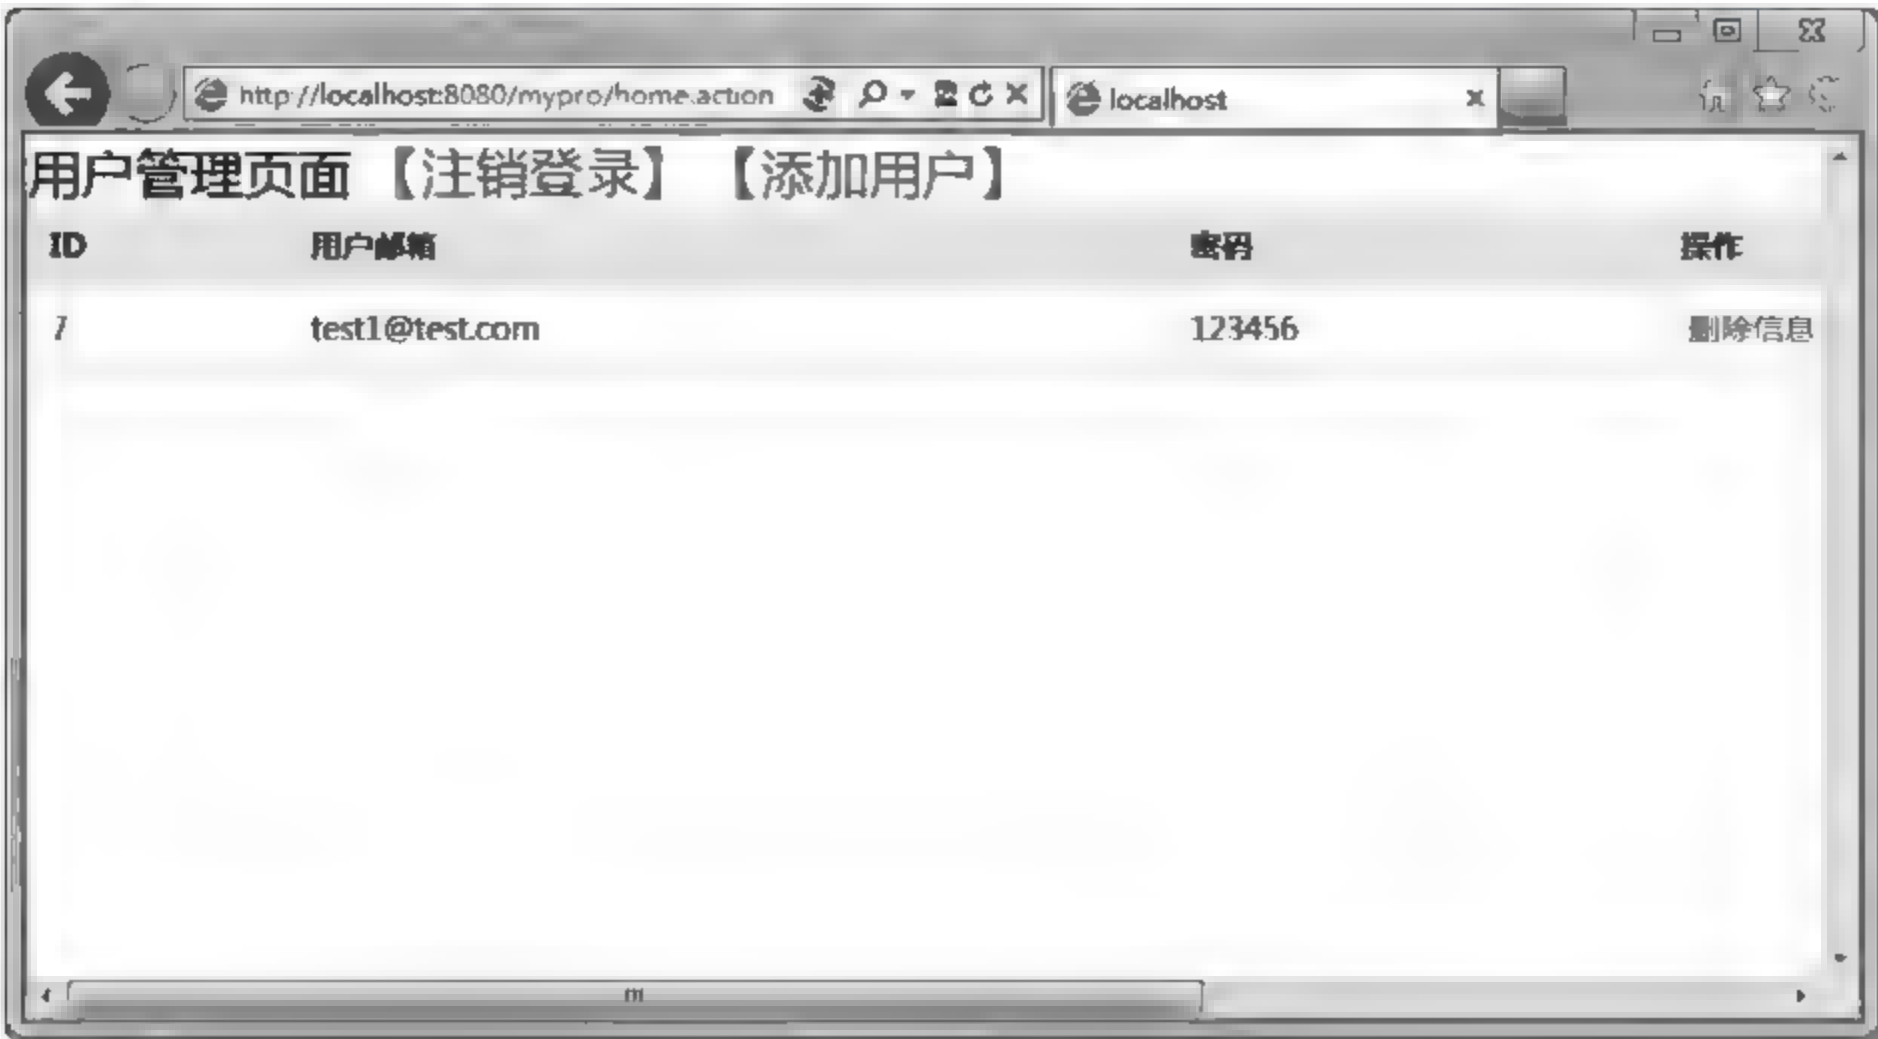 http://localhost:8080/mypro/home.action localhost
用户管理页面 【注销登录】 【添加用户】
ID 用户邮箱 密码 操作
7 test1@test.com 123456 删除信息